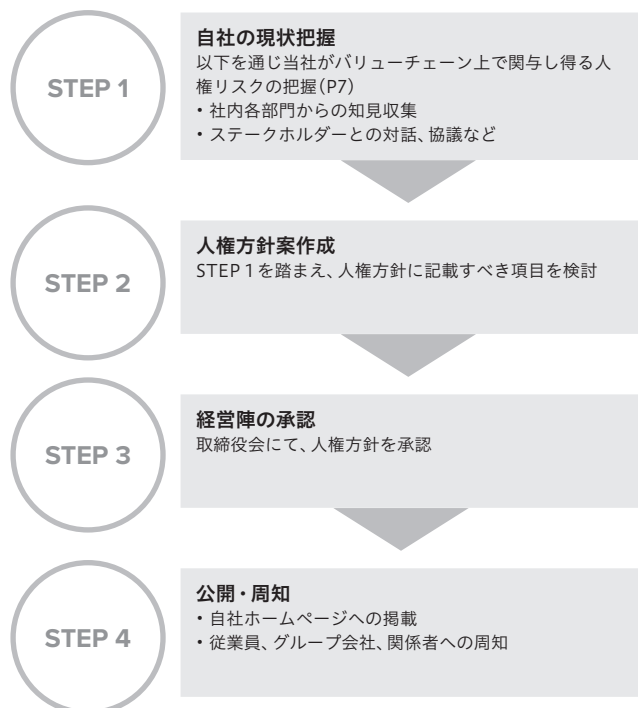 STEP 1
自社の現状把握
以下を通じ当社がバリューチェーン上で関与し得る人
権リスクの把握(P7)
・社内各部門からの知見収集
・ステークホルダーとの対話、協議など
STEP 2
人権方針案作成
STEP 1を踏まえ、人権方針に記載すべき項目を検討
STEP 3
経営陣の承認
取締役会にて、人権方針を承認
STEP 4
公開・周知
・自社ホームページへの掲載
・従業員、グループ会社、関係者への周知